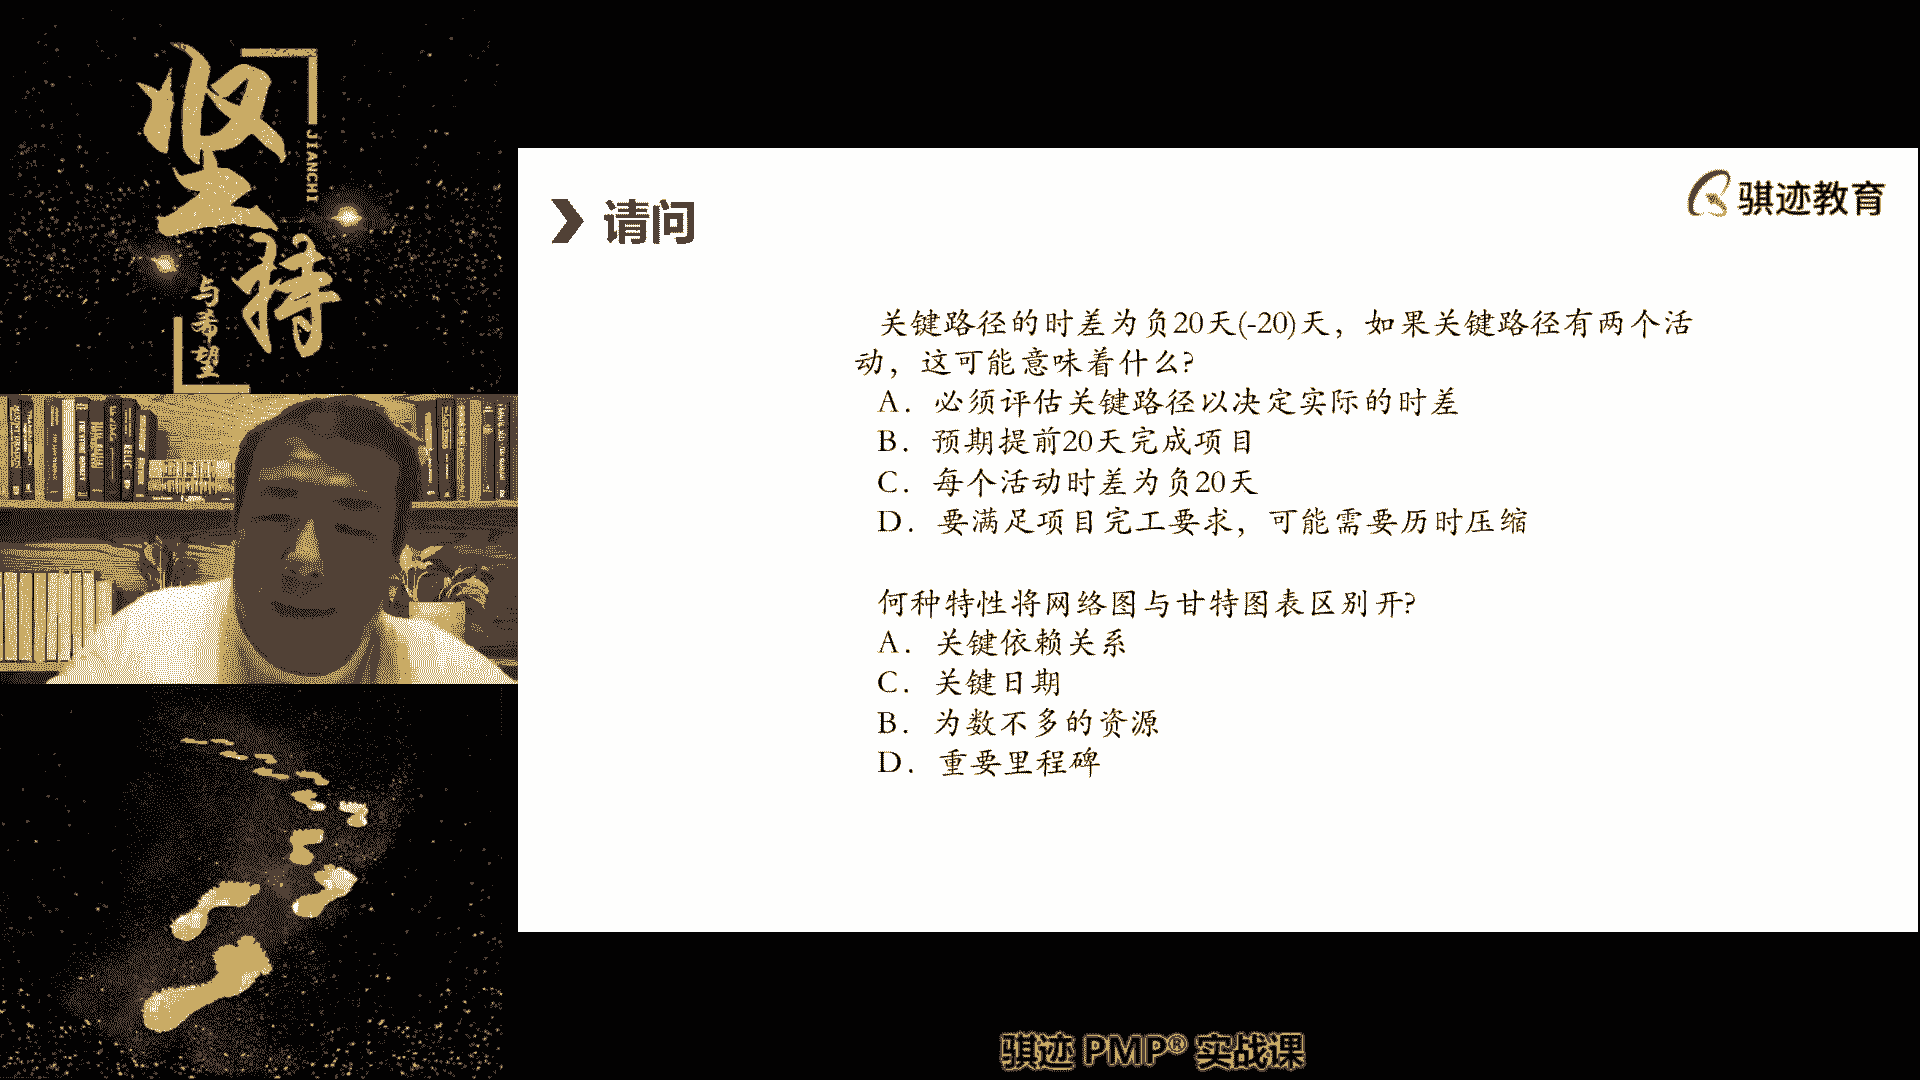 坚持
JIANCHI
与希望
请问
骐迹教育
关键路径的时差为负20天(-20)天，如果关键路径有两个活
动，这可能意味着什么?
A. 必须评估关键路径以决定实际的时差
B. 预期提前20天完成项目
C. 每个活动时差为负20天
D. 要满足项目完工要求，可能需要历时压缩
何种特性将网络图与甘特图表区别开?
A. 关键依赖关系
C. 关键日期
B. 为数不多的资源
D. 重要里程碑
骐迹 PMP® 实战课